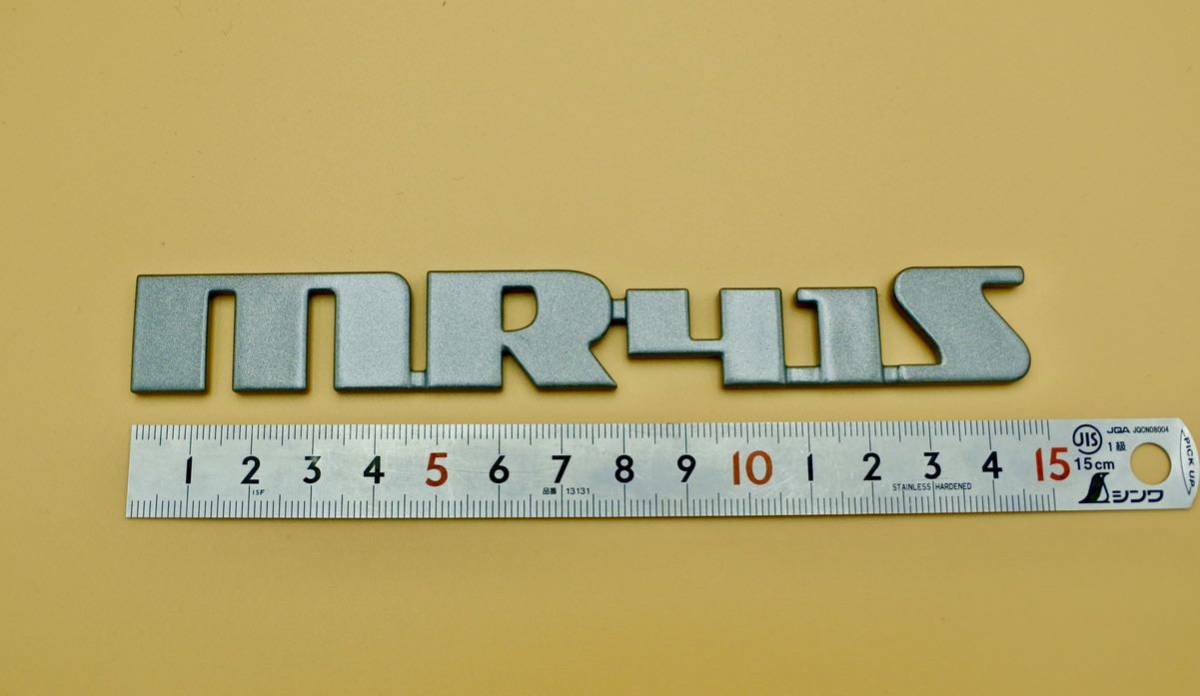 MR41S
1 2 3 4 5 6 7 8 9 10 1 2 3 4 15 15cm
JIS 1級 JQA JQON08004
PICK UP
15F
品番 13131
STAINLESS HARDENED
シンワ